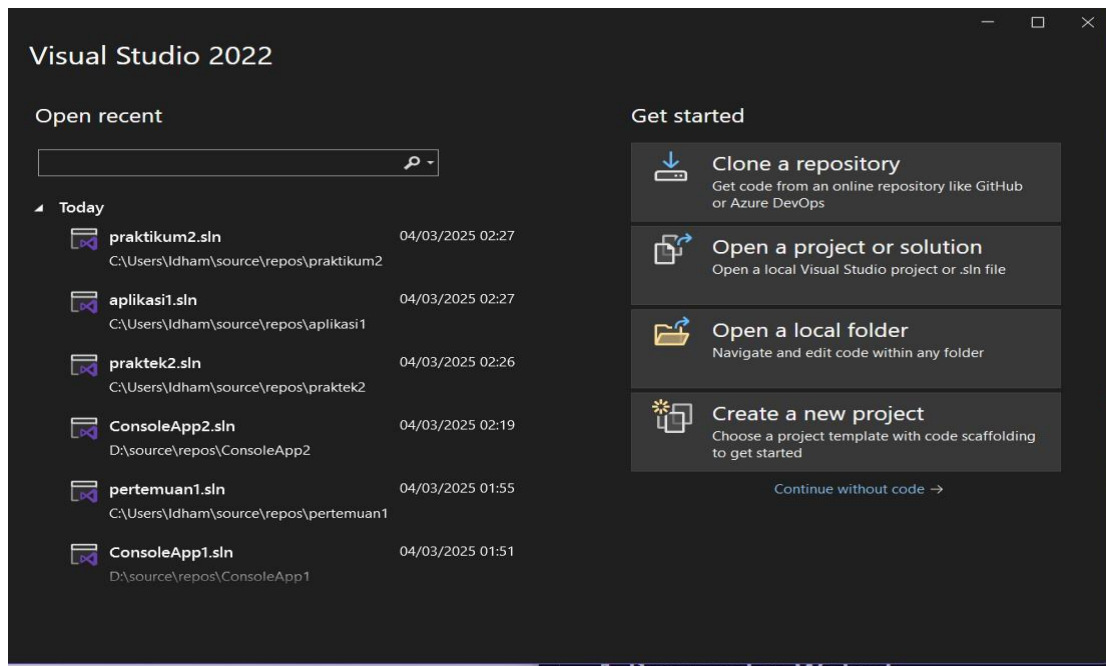 Visual Studio 2022
Open recent
Today
praktikum2.sln 04/03/2025 02:27
C:\Users\Idham\source\repos\praktikum2
aplikasi1.sln 04/03/2025 02:27
C:\Users\Idham\source\repos\aplikasi1
praktek2.sln 04/03/2025 02:26
C:\Users\Idham\source\repos\praktek2
ConsoleApp2.sln 04/03/2025 02:19
D:\source\repos\ConsoleApp2
pertemuan1.sln 04/03/2025 01:55
C:\Users\Idham\source\repos\pertemuan1
ConsoleApp1.sln 04/03/2025 01:51
D:\source\repos\ConsoleApp1
Get started
Clone a repository
Get code from an online repository like GitHub
or Azure DevOps
Open a project or solution
Open a local Visual Studio project or .sln file
Open a local folder
Navigate and edit code within any folder
Create a new project
Choose a project template with code scaffolding
to get started
Continue without code →